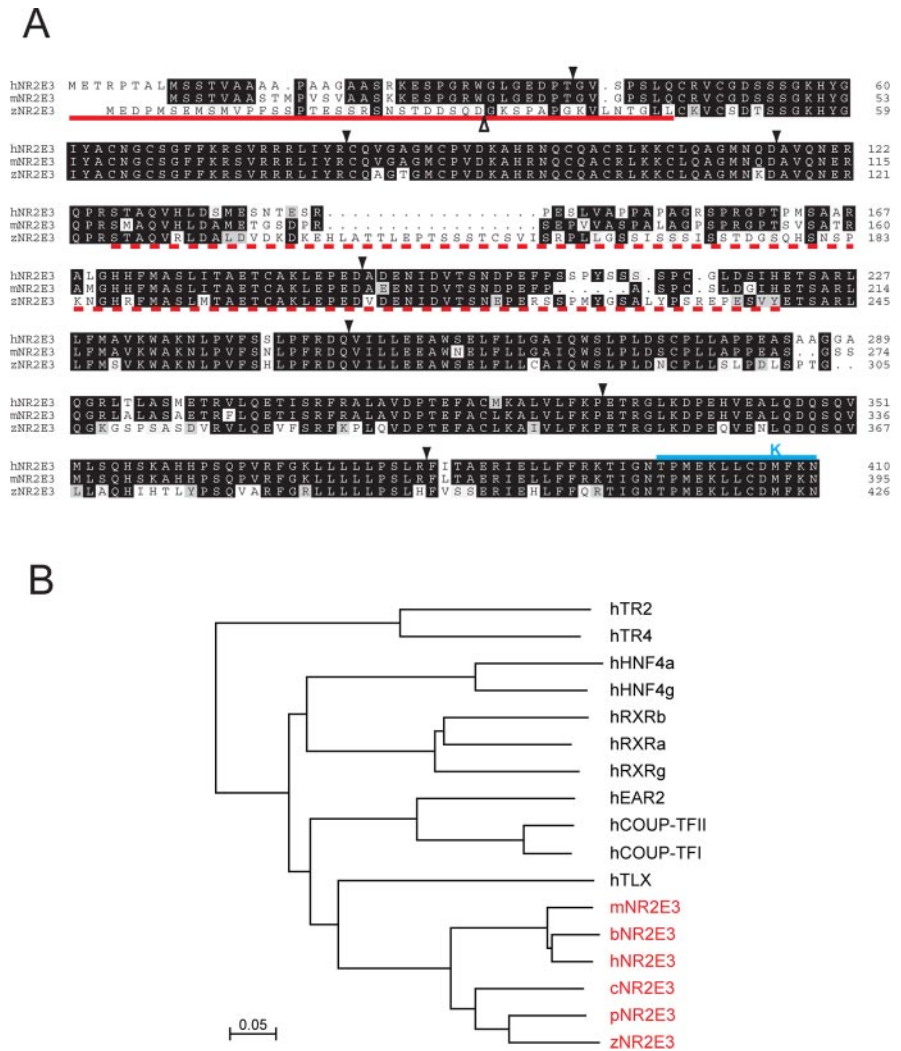 A
hNR2E3 METRPTALMSSTVAAAA.PAAGAASRKESPGRWGLGEDPTGV.SPSLQCRVCGDSSSGKHYG 60
mNR2E3 MSSTVAASTMPVSVAASKKESPGRWGLGEDPTGV.GPSLQCRVCGDSSSGKHYG 53
zNR2E3 MEDPMSEMSMVPFSSPTESSRSNSTDDSQDGKSPAPGKVLNTGLLCKVCSDTSSGKHYG 59
hNR2E3 IYACNGCSGFFKRSVRRRLIYRCQVGAGMCPVDKAHRNQCQACRLKKCLQAGMNQDAVQNER 122
mNR2E3 IYACNGCSGFFKRSVRRRLIYRCQVGAGMCPVDKAHRNQCQACRLKKCLQAGMNQDAVQNER 115
zNR2E3 IYACNGCSGFFKRSVRRRLIYRCQAGTGMCPVDKAHRNQCQACRLKKCLQAGMNKDAVQNER 121
hNR2E3 QPRSTAQVHLDSMESNTESR.................PESLVAPPAPAGRSPRGPTPMSAAR 167
mNR2E3 QPRSMAQVHLDAMETGSDPR.................SEPVVAPPALAGPSPRGPTSVSAAR 160
zNR2E3 QPRSTAQVRLDALDVDKDKEHLATTLEPTSSSTCSVISRPLLGSSISSSISSTDGSQHSNSP 183
hNR2E3 ALGHHFMASLITAETCAKLEPEDADENIDVTSNDPEFPSSPYSSS.SPC.GLDSIHETSARL 227
mNR2E3 AMGHHFMASLITAETCAKLEPEDAEENIDVTSNDPEFP......A.SPC.SLDGIHETSARL 214
zNR2E3 KNGHRFMASLMTAETCAKLEPEDVDENIDVTSNEPERSSPMYGSALYPSREPESVYETSARL 245
hNR2E3 LFMAVKWAKNLPVFSSLPFRDQVILLEEAWSELFLLGAIQWSLPLDSCPLLAPPEASAAGGA 289
mNR2E3 LFMAVKWAKNLPVFSNLPFRDQVILLEEAWNELFLLGAIQWSLPLDSCPLLAPPEAS..GSS 274
zNR2E3 LFMSVKWAKNLPVFSHLPFRDQVILLEEAWSELFLLCAIQWSLPLDNCPLLSLPDLSPTG.. 305
hNR2E3 QGRLTLASMETRVLQETISRFRALAVDPTEFACMKALVLFKPETRGLKDPEHVEALQDQSQV 351
mNR2E3 QGRLALASAETRFLQETISRFRALAVDPTEFACLKALVLFKPETRGLKDPEHVEALQDQSQV 336
zNR2E3 QGKGSPSASDVRVLQEVFSRFKPLQVDPTEFACLKAIVLFKPETRGLKDPEQVENLQDQSQV 367
K
hNR2E3 MLSQHSKAHHPSQPVRFGKLLLLLPSLRFITAERIELLFFRKTIGNTPMEKLLCDMFKN 410
mNR2E3 MLSQHSKAHHPSQPVRFGKLLLLLPSLRFLTAERIELLFFRKTIGNTPMEKLLCDMFKN 395
zNR2E3 LLAQHIHTLYPSQVARFGRLLLLLPSLHFVSSERIEHLFFQRTIGNTPMEKLLCDMFKN 426
B
hTR2
hTR4
hHNF4a
hHNF4g
hRXRb
hRXRa
hRXRg
hEAR2
hCOUP-TFII
hCOUP-TFI
hTLX
mNR2E3
bNR2E3
hNR2E3
cNR2E3
pNR2E3
zNR2E3
0.05